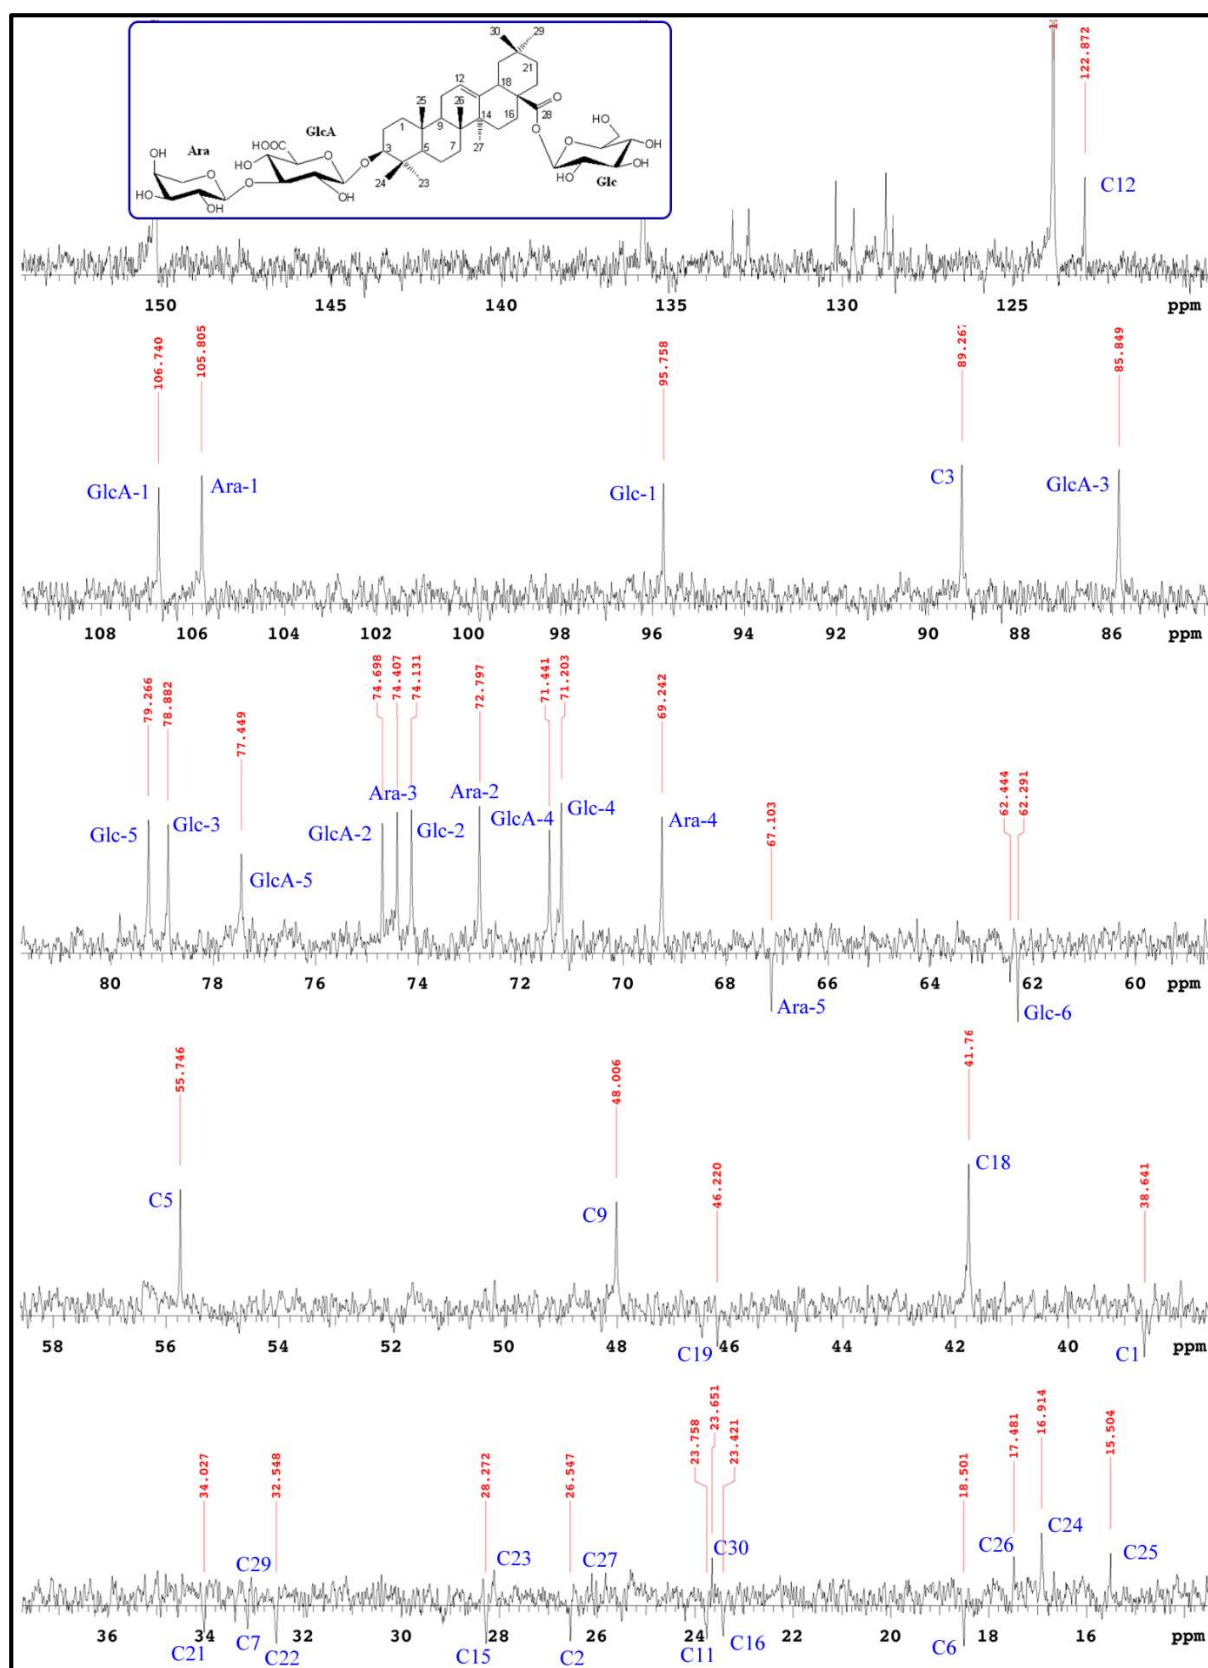 30 29
12 18 21
25 26 O
GlcA 1 9 14 16 28 HO
HOOC O OH
Ara HO O O 3 5 7 27 O O
OH O HO OH
HO O OH 24 23 HO OH
OH Glc
122.872
C12
150 145 140 135 130 125 ppm
106.740 105.805 95.758 89.267 85.849
GlcA-1 Ara-1 Glc-1 C3 GlcA-3
108 106 104 102 100 98 96 94 92 90 88 86 ppm
79.266 78.882 77.449 74.698 74.407 74.131 72.797 71.441 71.203 69.242 67.103 62.444 62.291
Glc-5 Glc-3 GlcA-5 GlcA-2 Ara-3 Glc-2 Ara-2 GlcA-4 Glc-4 Ara-4
80 78 76 74 72 70 68 66 64 62 60 ppm
Ara-5 Glc-6
55.746 48.006 46.220 41.76 38.641
C5 C9 C18
58 56 54 52 50 48 46 44 42 40 ppm
C19 C1
34.027 32.548 28.272 26.547 23.758 23.651 23.421 18.501 17.481 16.914 15.504
C29 C23 C27 C30 C26 C24 C25
36 34 32 30 28 26 24 22 20 18 16 ppm
C21 C7 C22 C15 C2 C11 C16 C6